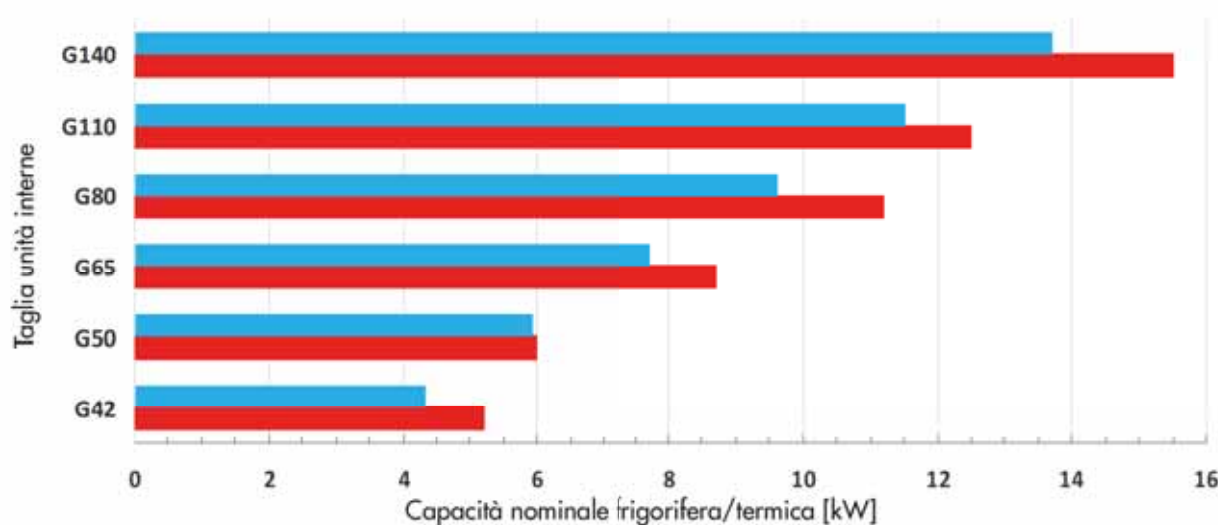 G140
G110
G80
G65
G50
G42
Taglia unità interne
0 2 4 6 8 10 12 14 16
Capacità nominale frigorifera/termica [kW]